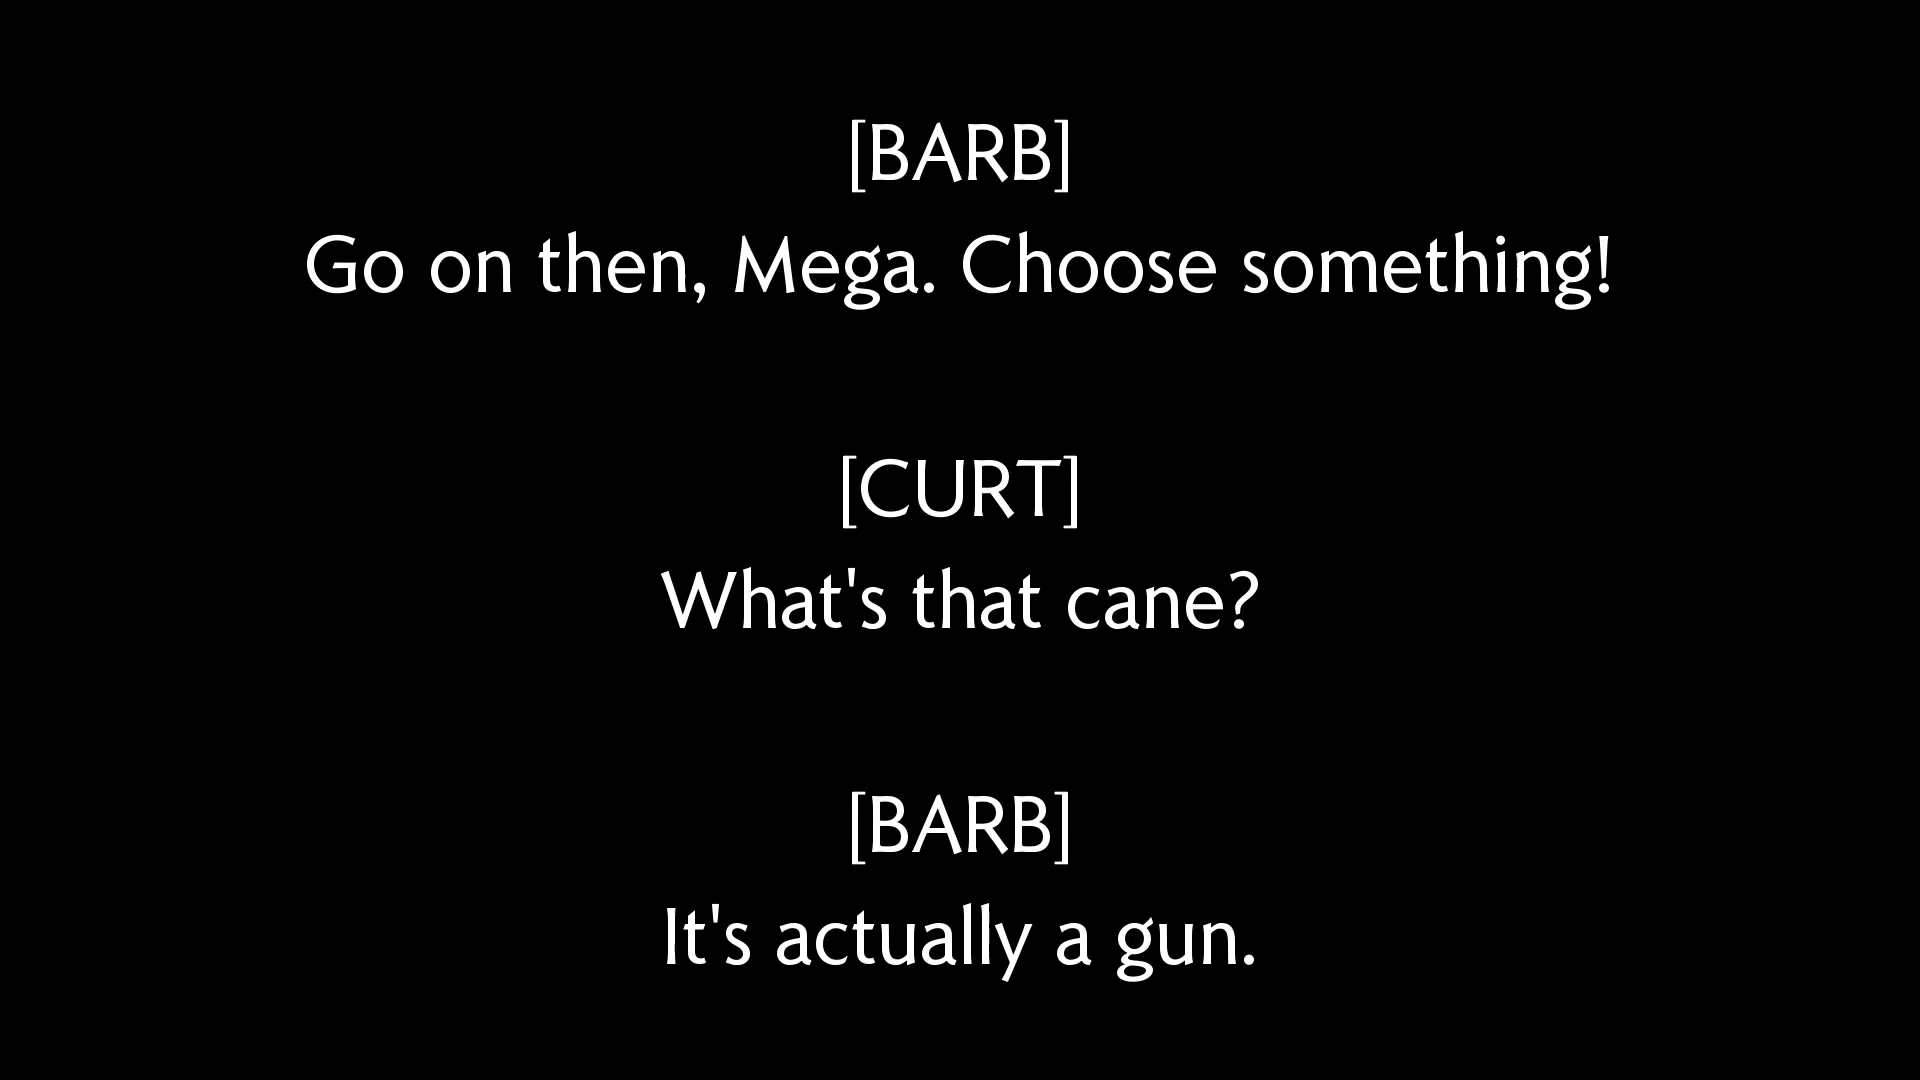 [BARB]
Go on then, Mega. Choose something!
[CURT]
What's that cane?
[BARB]
It's actually a gun.